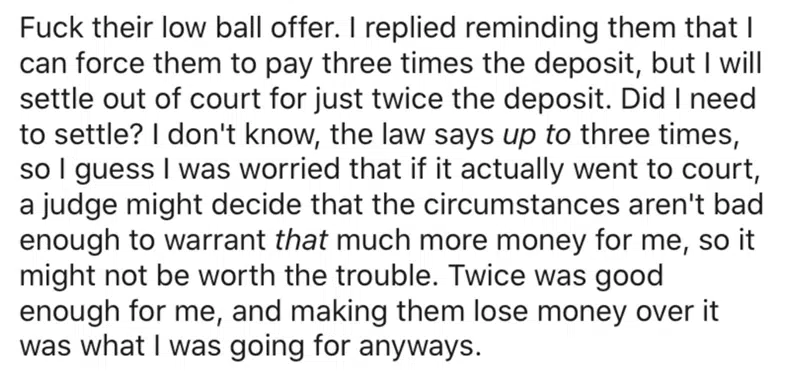 Fuck their low ball offer. I replied reminding them that I
can force them to pay three times the deposit, but I will
settle out of court for just twice the deposit. Did I need
to settle? I don't know, the law says up to three times,
so I guess I was worried that if it actually went to court,
a judge might decide that the circumstances aren't bad
enough to warrant that much more money for me, so it
might not be worth the trouble. Twice was good
enough for me, and making them lose money over it
was what I was going for anyways.